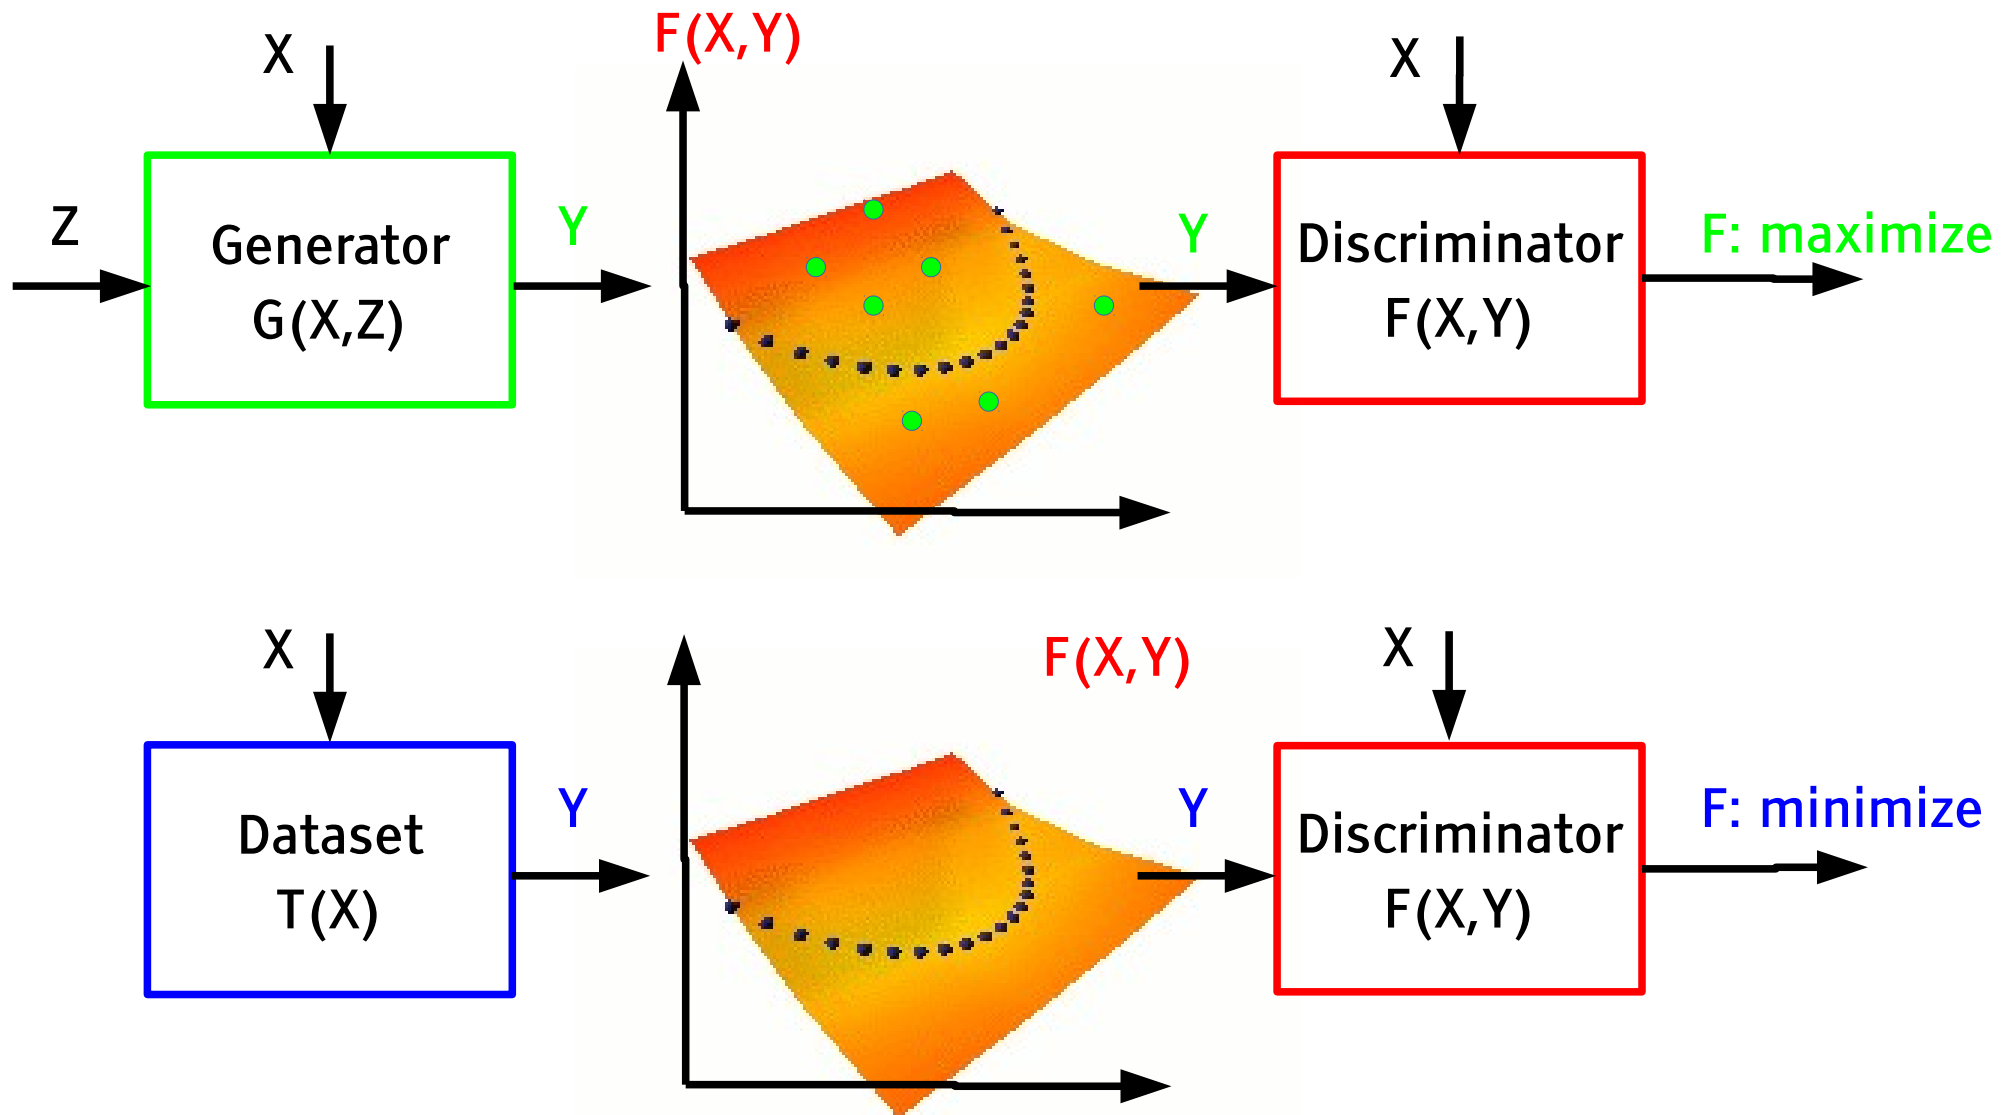 F(X,Y)
X
X
Z
Generator
G(X,Z)
Y
Y
Discriminator
F(X,Y)
F: maximize
X
F(X,Y)
X
Dataset
T(X)
Y
Y
Discriminator
F(X,Y)
F: minimize